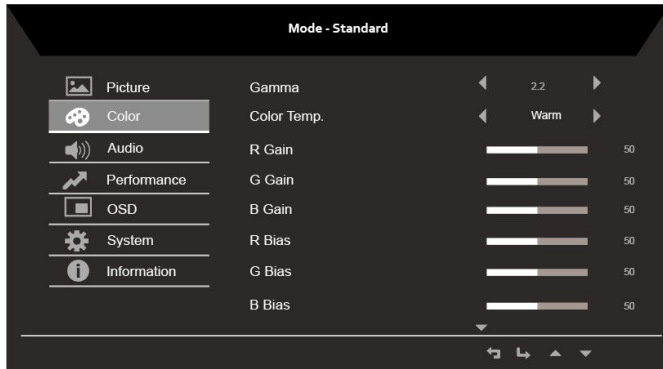 Mode - Standard
Picture
Color
Audio
Performance
OSD
System
Information
Gamma 2.2
Color Temp. Warm
R Gain 50
G Gain 50
B Gain 50
R Bias 50
G Bias 50
B Bias 50